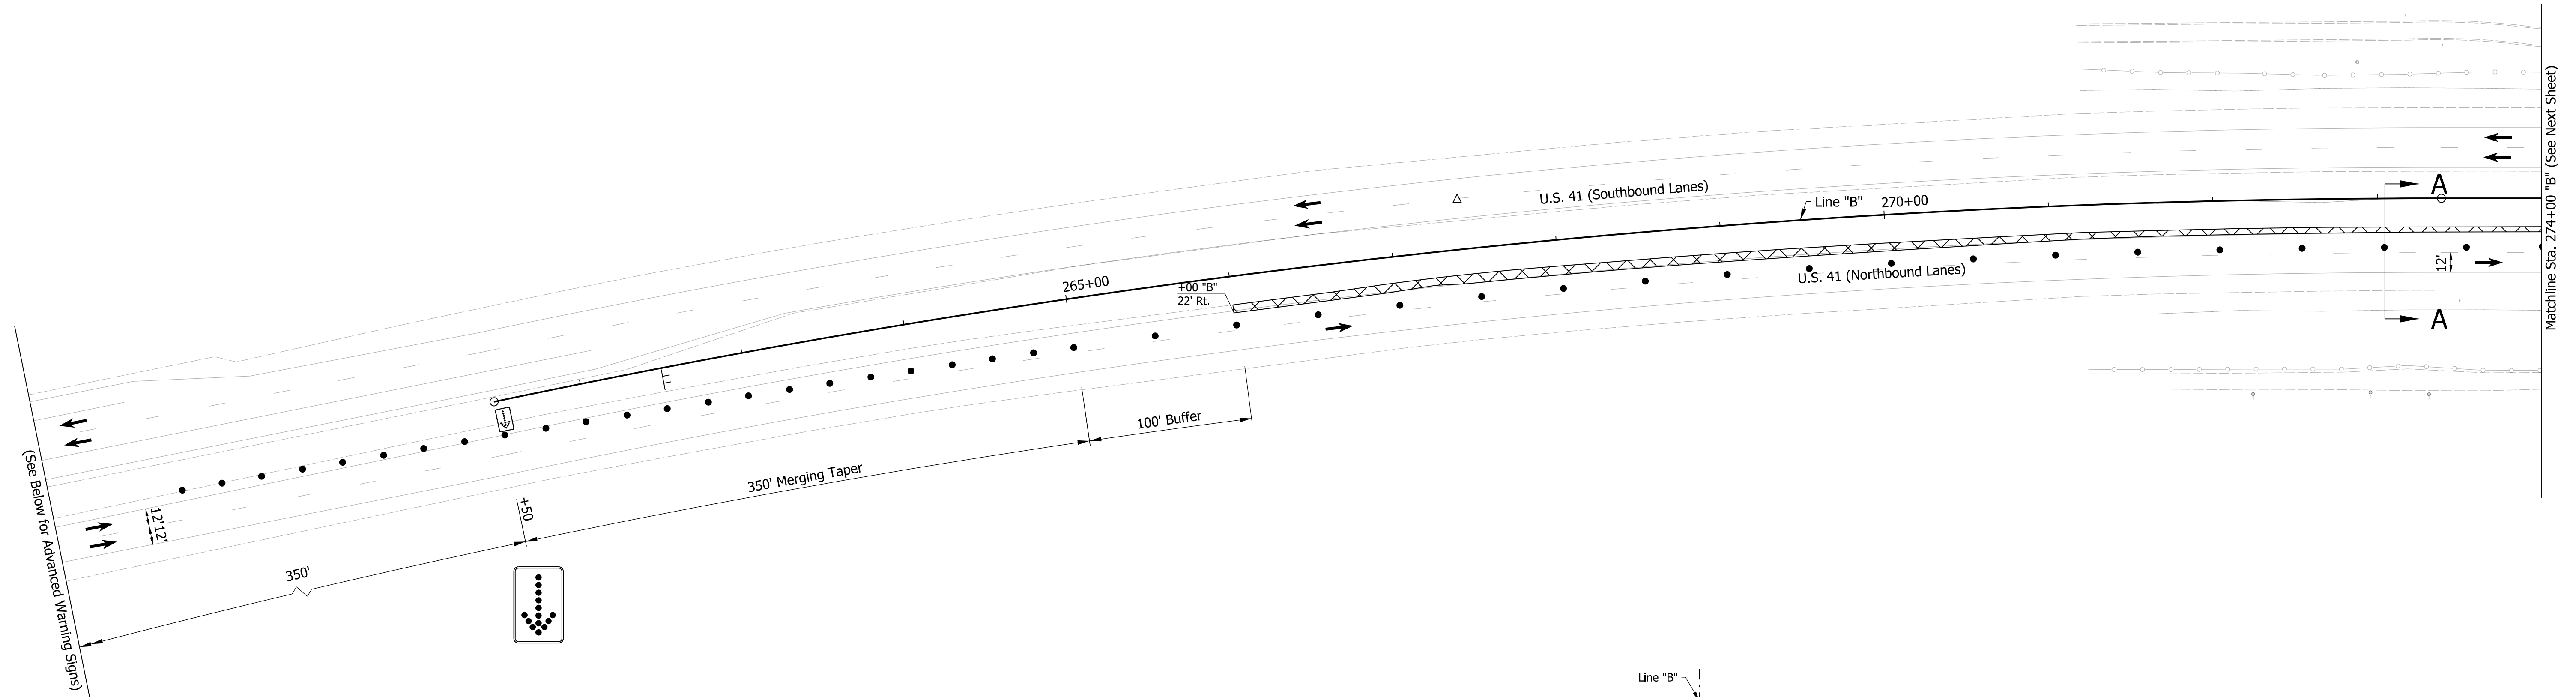 Matchline Sta. 274+00 "B" (See Next Sheet)
A
U.S. 41 (Southbound Lanes)
Line "B"
270+00
12'
U.S. 41 (Northbound Lanes)
265+00
+00 "B"
22' Rt.
A
100' Buffer
350' Merging Taper
(See Below for Advanced Warning Signs)
12'
12'
+50
350'
Line "B"